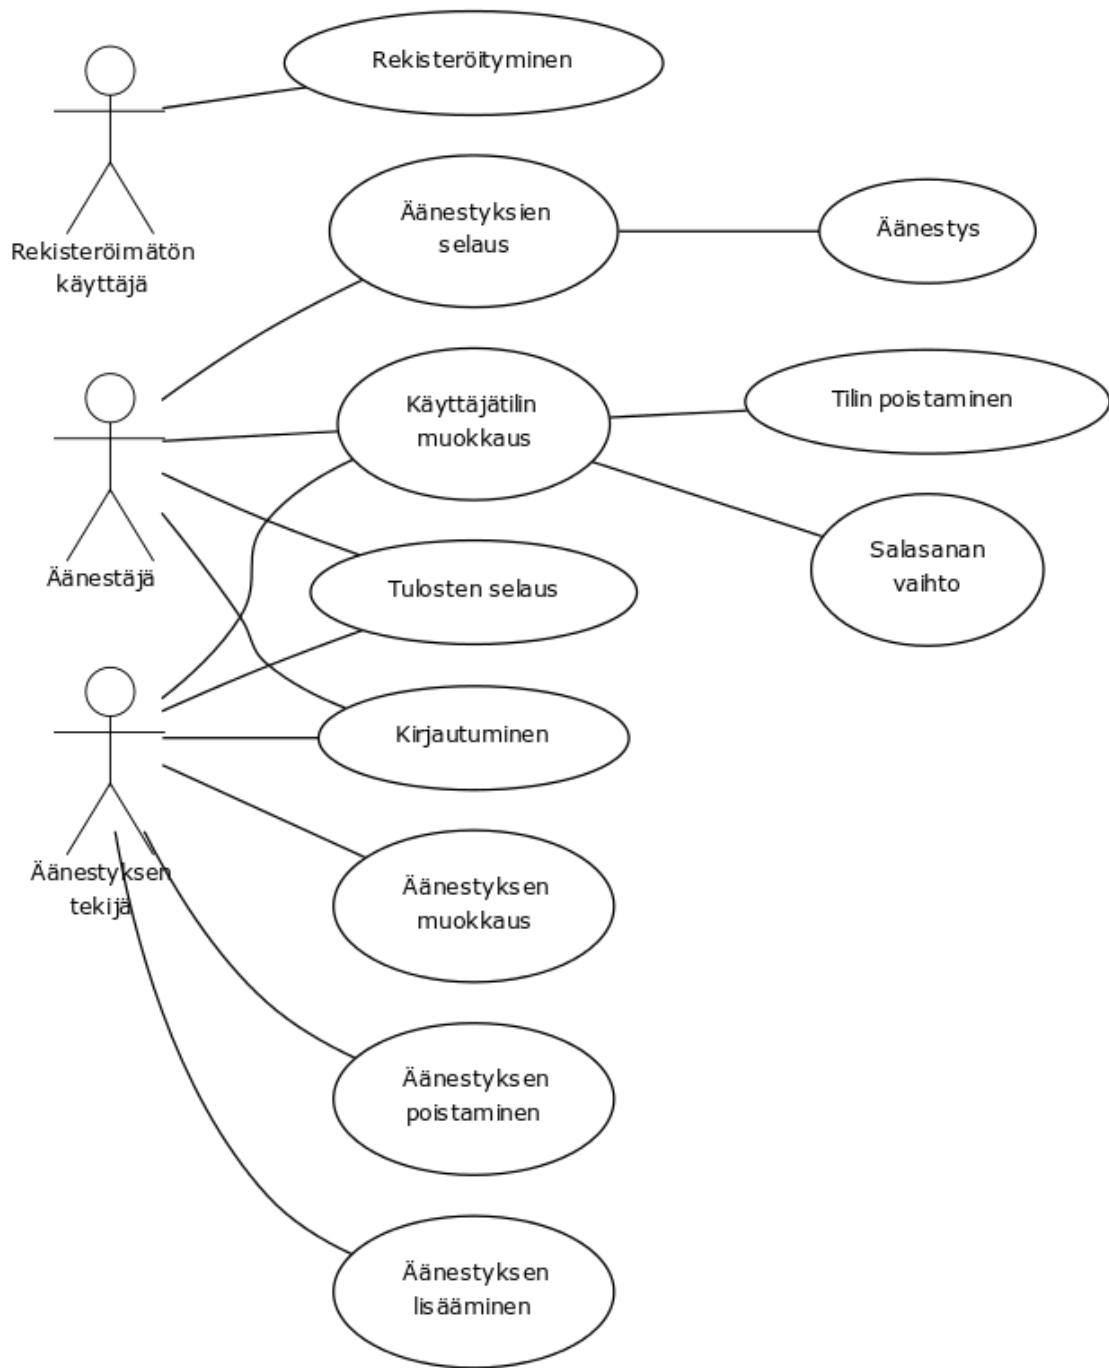 Rekisteröityminen
Rekisteröimätön
käyttäjä
Äänestyksien
selaus
Äänestys
Äänestäjä
Käyttäjätilin
muokkaus
Tilin poistaminen
Salasanan
vaihto
Tulosten selaus
Kirjautuminen
Äänestyksen
tekijä
Äänestyksen
muokkaus
Äänestyksen
poistaminen
Äänestyksen
lisääminen